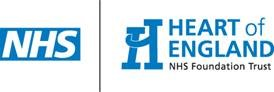 NHS
HEART of
ENGLAND
NHS Foundation Trust